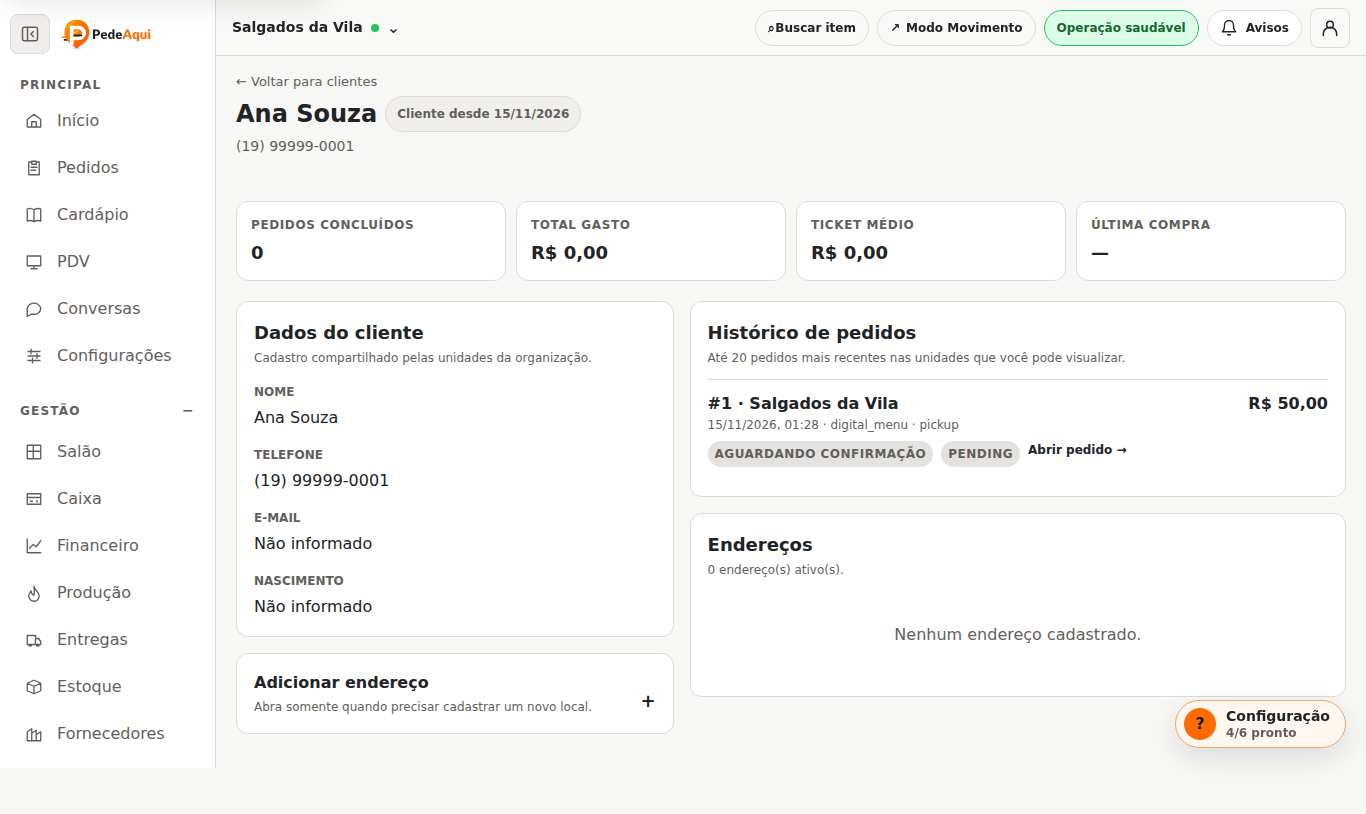 PedeAqui
PRINCIPAL
Início
Pedidos
Cardápio
PDV
Conversas
Configurações
GESTÃO −
Salão
Caixa
Financeiro
Produção
Entregas
Estoque
Fornecedores
Salgados da Vila
Buscar item
↗ Modo Movimento
Operação saudável
Avisos
← Voltar para clientes
Ana Souza
Cliente desde 15/11/2026
(19) 99999-0001
PEDIDOS CONCLUÍDOS
0
TOTAL GASTO
R$ 0,00
TICKET MÉDIO
R$ 0,00
ÚLTIMA COMPRA
—
Dados do cliente
Cadastro compartilhado pelas unidades da organização.
NOME
Ana Souza
TELEFONE
(19) 99999-0001
E-MAIL
Não informado
NASCIMENTO
Não informado
Adicionar endereço
Abra somente quando precisar cadastrar um novo local.
+
Histórico de pedidos
Até 20 pedidos mais recentes nas unidades que você pode visualizar.
#1 · Salgados da Vila R$ 50,00
15/11/2026, 01:28 · digital_menu · pickup
AGUARDANDO CONFIRMAÇÃO PENDING Abrir pedido →
Endereços
0 endereço(s) ativo(s).
Nenhum endereço cadastrado.
?
Configuração
4/6 pronto